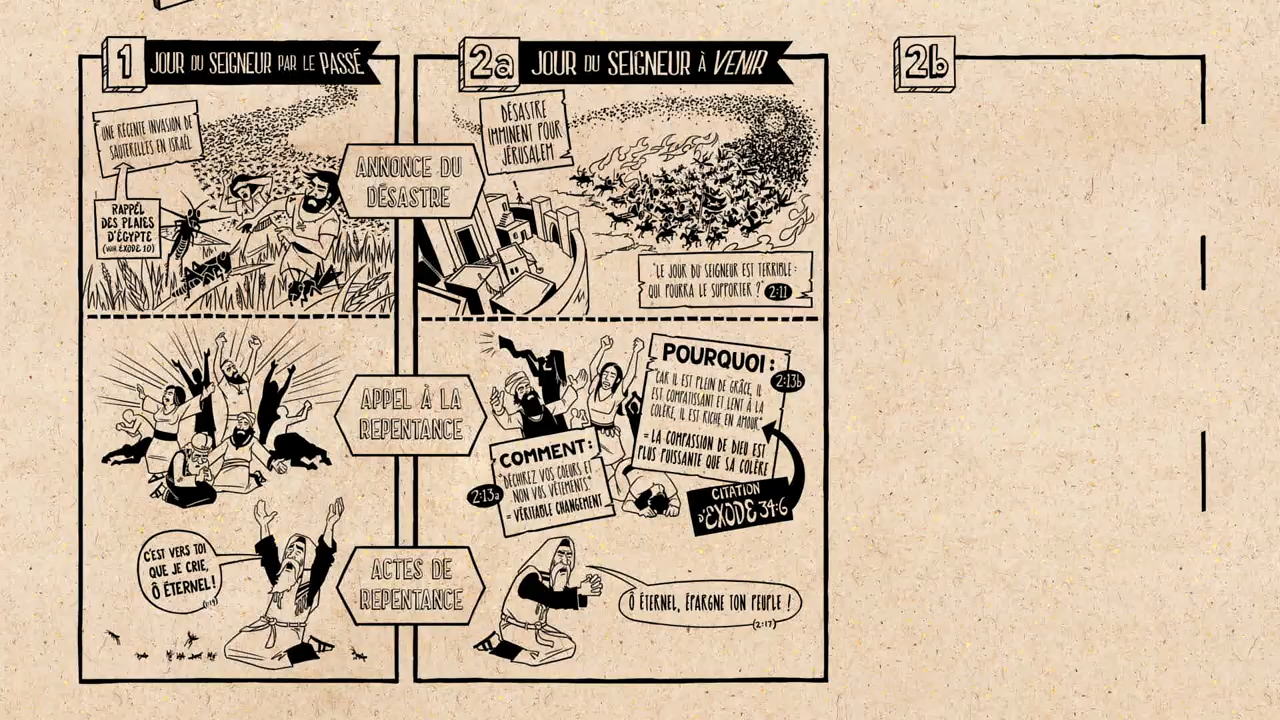 1
JOUR DU SEIGNEUR PAR LE PASSÉ
UNE RÉCENTE INVASION DE
SAUTERELLES EN ISRAËL
RAPPEL
DES PLAIES
D'ÉGYPTE
(VOIR EXODE 10)
ANNONCE DU
DÉSASTRE
2a
JOUR DU SEIGNEUR À VENIR
DÉSASTRE
IMMINENT POUR
JÉRUSALEM
"LE JOUR DU SEIGNEUR EST TERRIBLE :
QUI POURRA LE SUPPORTER ?" 2:11
APPEL À LA
REPENTANCE
COMMENT :
"DÉCHIREZ VOS COEURS ET
NON VOS VÊTEMENTS."
= VÉRITABLE CHANGEMENT
2:13a
POURQUOI :
"CAR IL EST PLEIN DE GRÂCE, IL
EST COMPATISSANT ET LENT À LA
COLÈRE, IL EST RICHE EN AMOUR."
= LA COMPASSION DE DIEU EST
PLUS PUISSANTE QUE SA COLÈRE
2:13b
CITATION
D'EXODE 34:6
ACTES DE
REPENTANCE
C'EST VERS TOI
QUE JE CRIE,
Ô ÉTERNEL !
(1:19)
Ô ÉTERNEL, ÉPARGNE TON PEUPLE !
(2:17)
2b